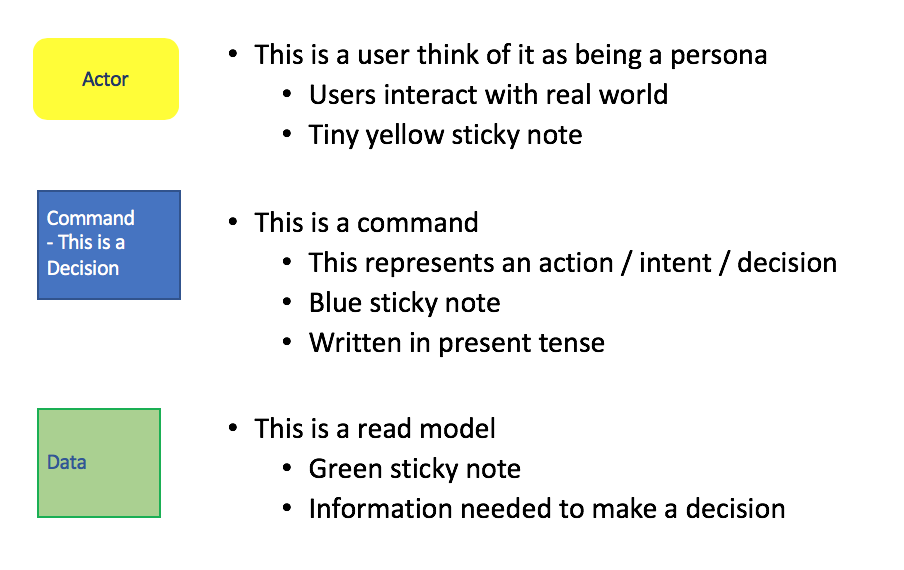 Actor
• This is a user think of it as being a persona
• Users interact with real world
• Tiny yellow sticky note
Command
- This is a
Decision
• This is a command
• This represents an action / intent / decision
• Blue sticky note
• Written in present tense
Data
• This is a read model
• Green sticky note
• Information needed to make a decision